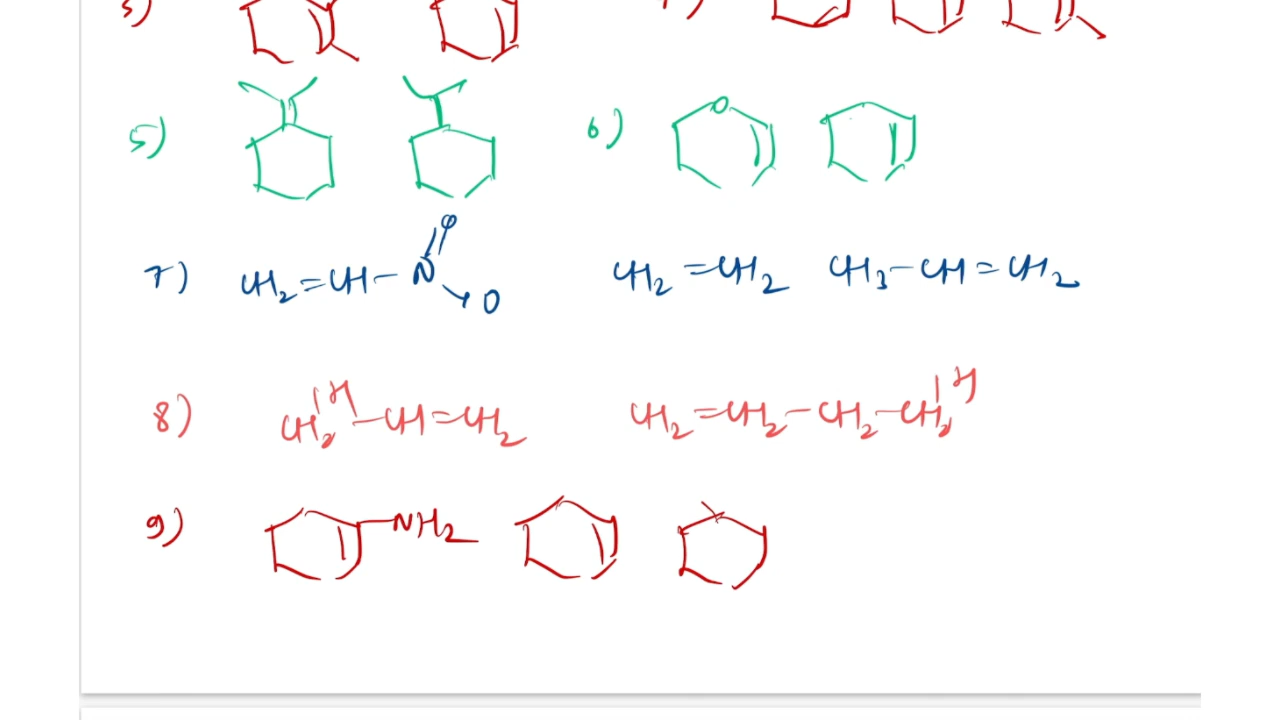 3)
5) 6) O
7) CH2=CH-N O O CH2=CH2 CH3-CH=CH2
8) CH2 H -CH=CH2 CH2=CH2-CH2-CH2 H
9) NH2